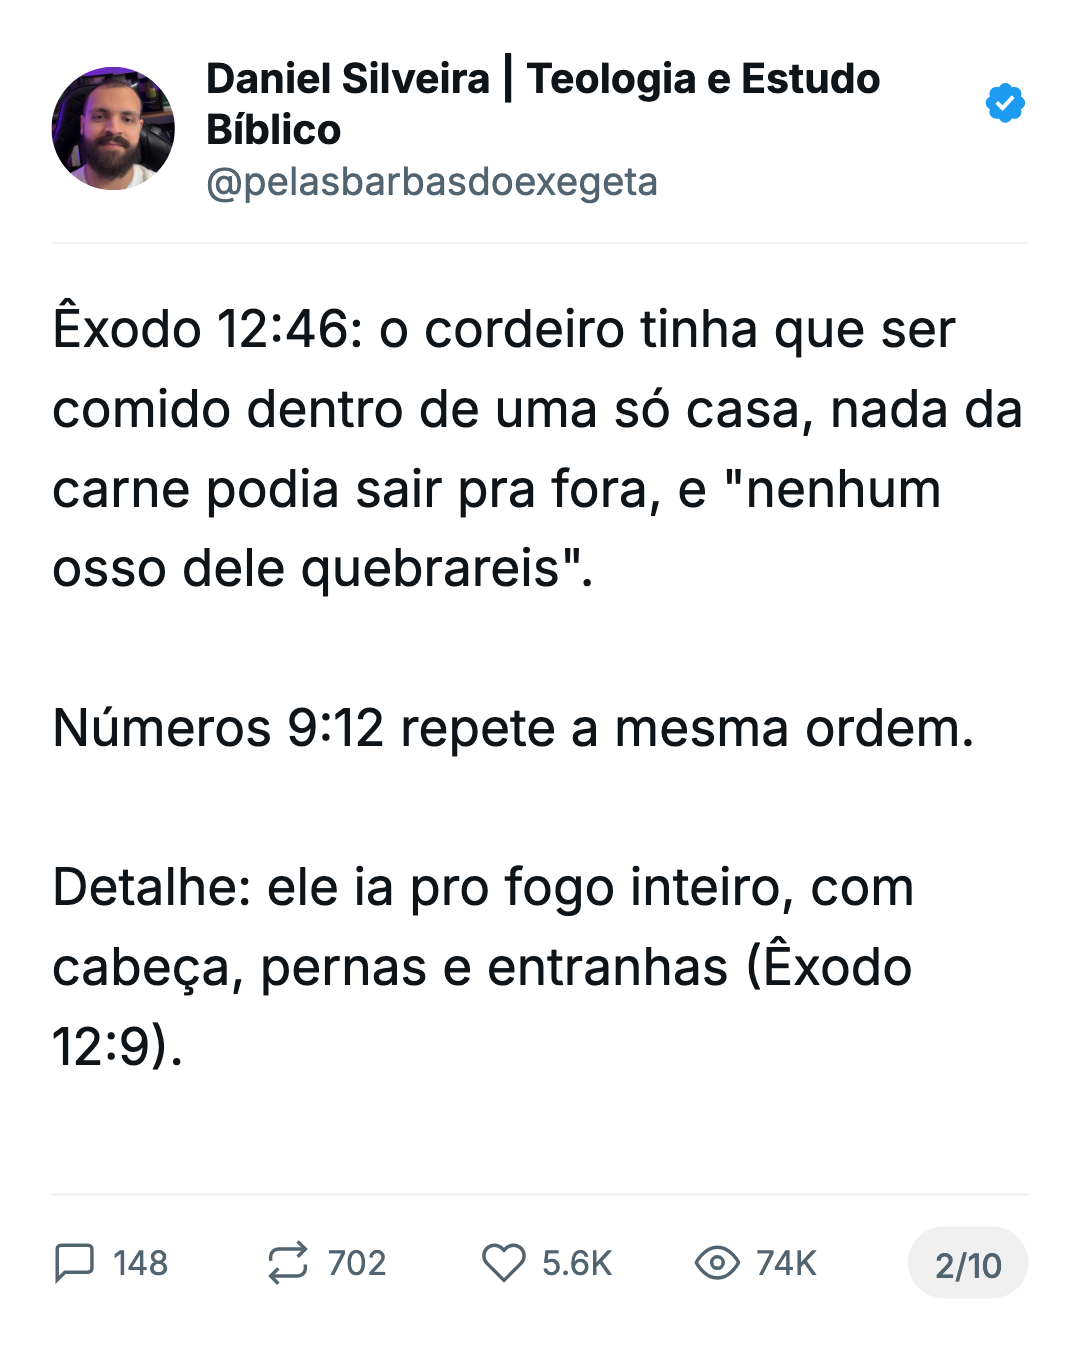 Daniel Silveira | Teologia e Estudo
Bíblico
@pelasbarbasdoexegeta
Êxodo 12:46: o cordeiro tinha que ser
comido dentro de uma só casa, nada da
carne podia sair pra fora, e "nenhum
osso dele quebrareis".
Números 9:12 repete a mesma ordem.
Detalhe: ele ia pro fogo inteiro, com
cabeça, pernas e entranhas (Êxodo
12:9).
148 702 5.6K 74K 2/10